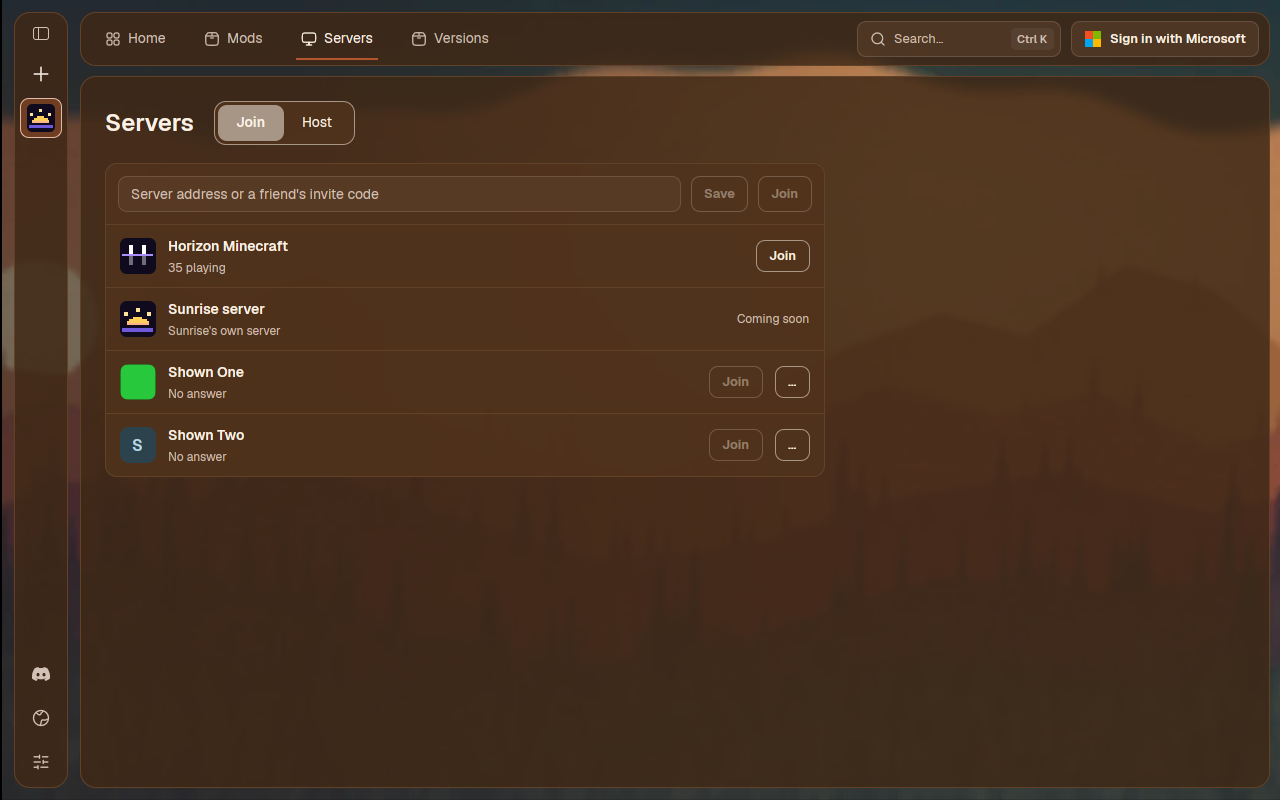 Home
Mods
Servers
Versions
Search...
Ctrl K
Sign in with Microsoft
Servers
Join
Host
Server address or a friend's invite code
Save
Join
Horizon Minecraft
35 playing
Join
Sunrise server
Sunrise's own server
Coming soon
Shown One
No answer
Join
...
S
Shown Two
No answer
Join
...